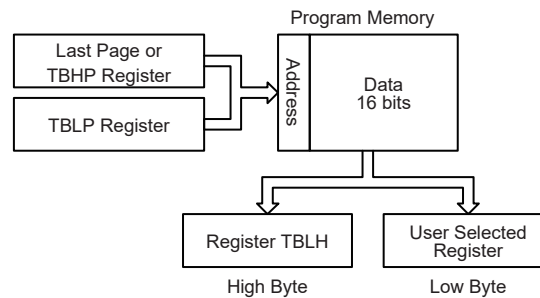 Program Memory
Last Page or
TBHP Register
TBLP Register
Address
Data
16 bits
Register TBLH
User Selected
Register
High Byte
Low Byte